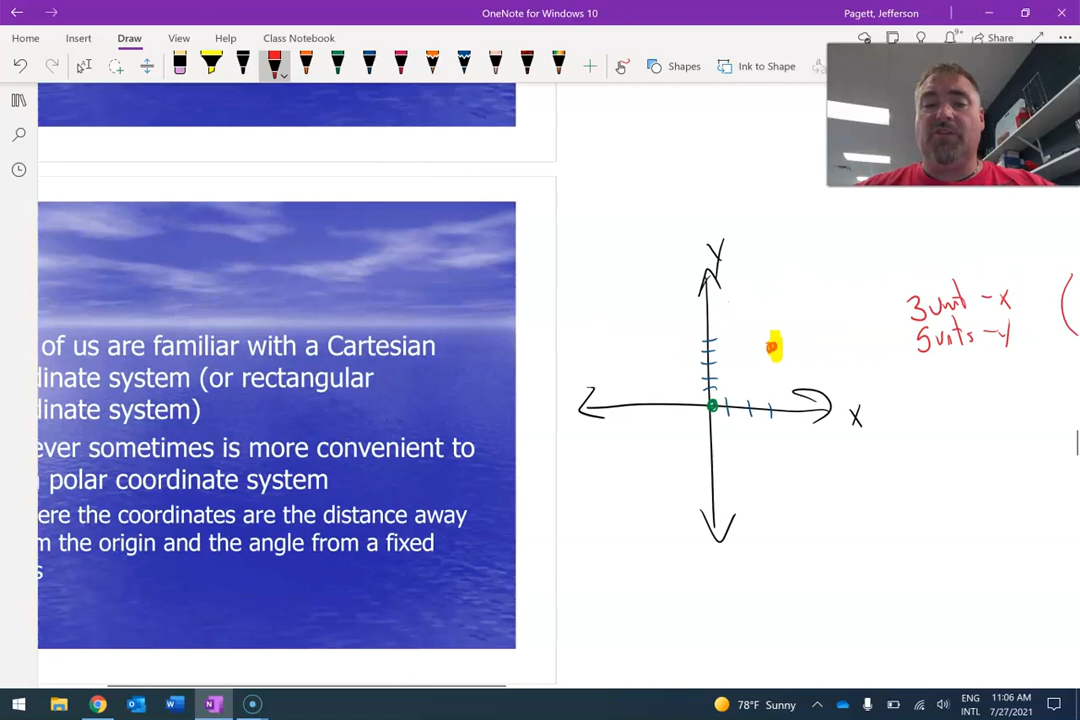 OneNote for Windows 10
Pagett, Jefferson
Home Insert Draw View Help Class Notebook
9+
Share
Shapes
Ink to Shape
of us are familiar with a Cartesian
dinate system (or rectangular
dinate system)
ever sometimes is more convenient to
polar coordinate system
ere the coordinates are the distance away
m the origin and the angle from a fixed
s
Y
X
3 unit - x
5 units - y
(
78°F Sunny
ENG
INTL
11:06 AM
7/27/2021